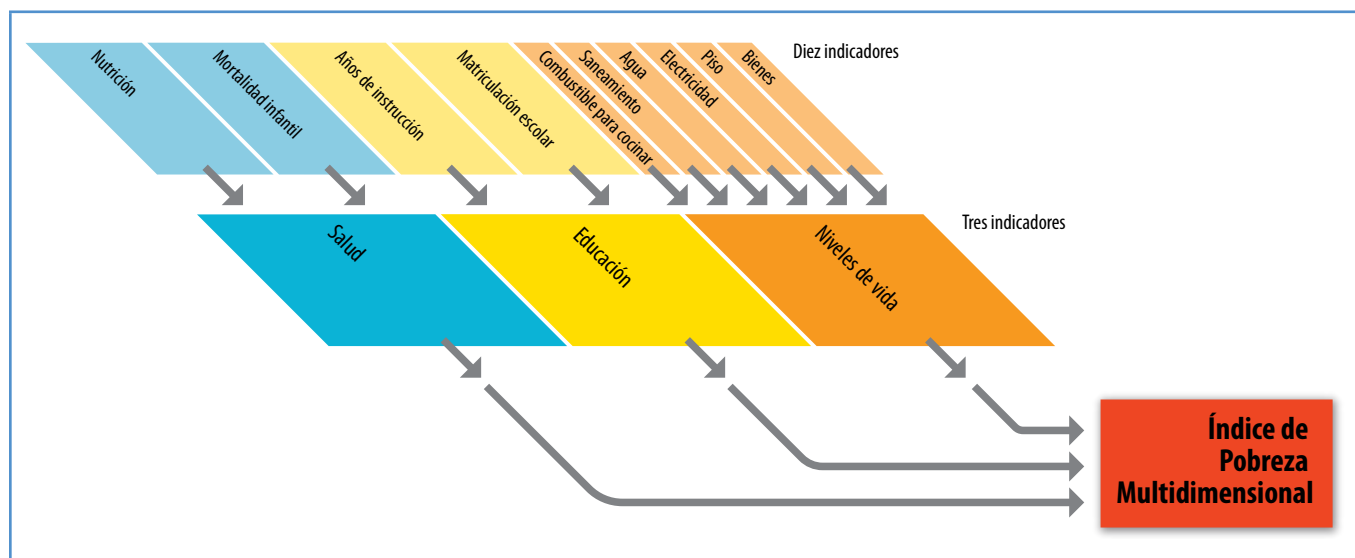 Nutrición
Mortalidad infantil
Años de instrucción
Matriculación escolar
Combustible para cocinar
Saneamiento
Agua
Electricidad
Piso
Bienes
Diez indicadores
Salud
Educación
Niveles de vida
Tres indicadores
Índice de
Pobreza
Multidimensional